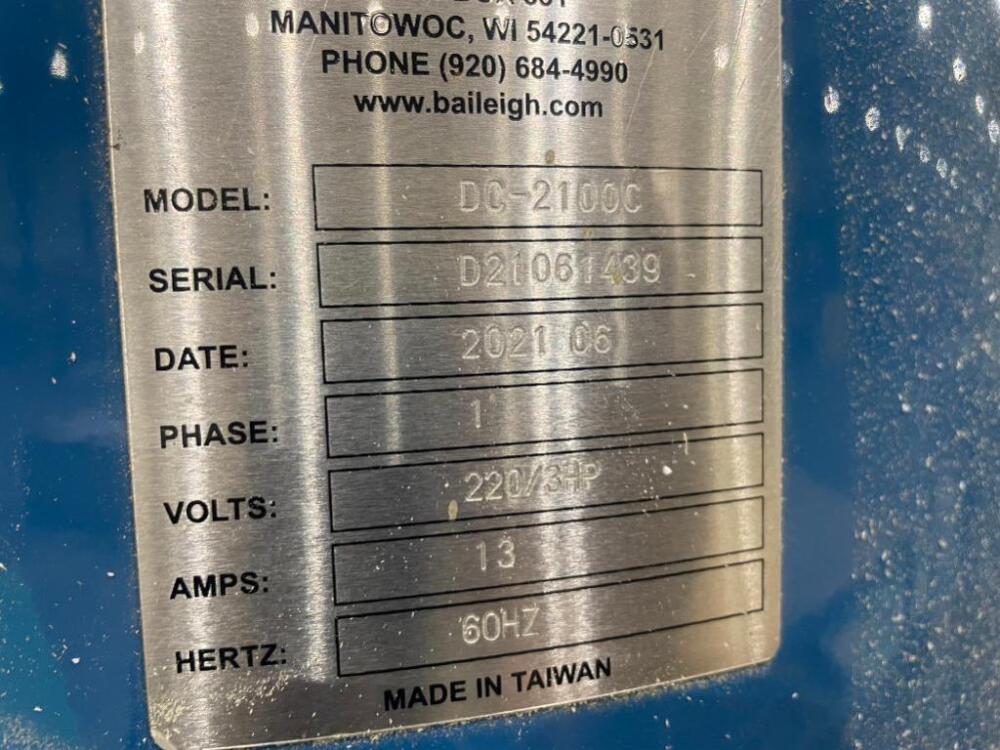 MANITOWOC, WI 54221-0531
PHONE (920) 684-4990
www.baileigh.com
MODEL: DC-2100C
SERIAL: D21061439
DATE: 2021 06
PHASE: 1
VOLTS: 220/3HP
AMPS: 13
HERTZ: 60HZ
MADE IN TAIWAN